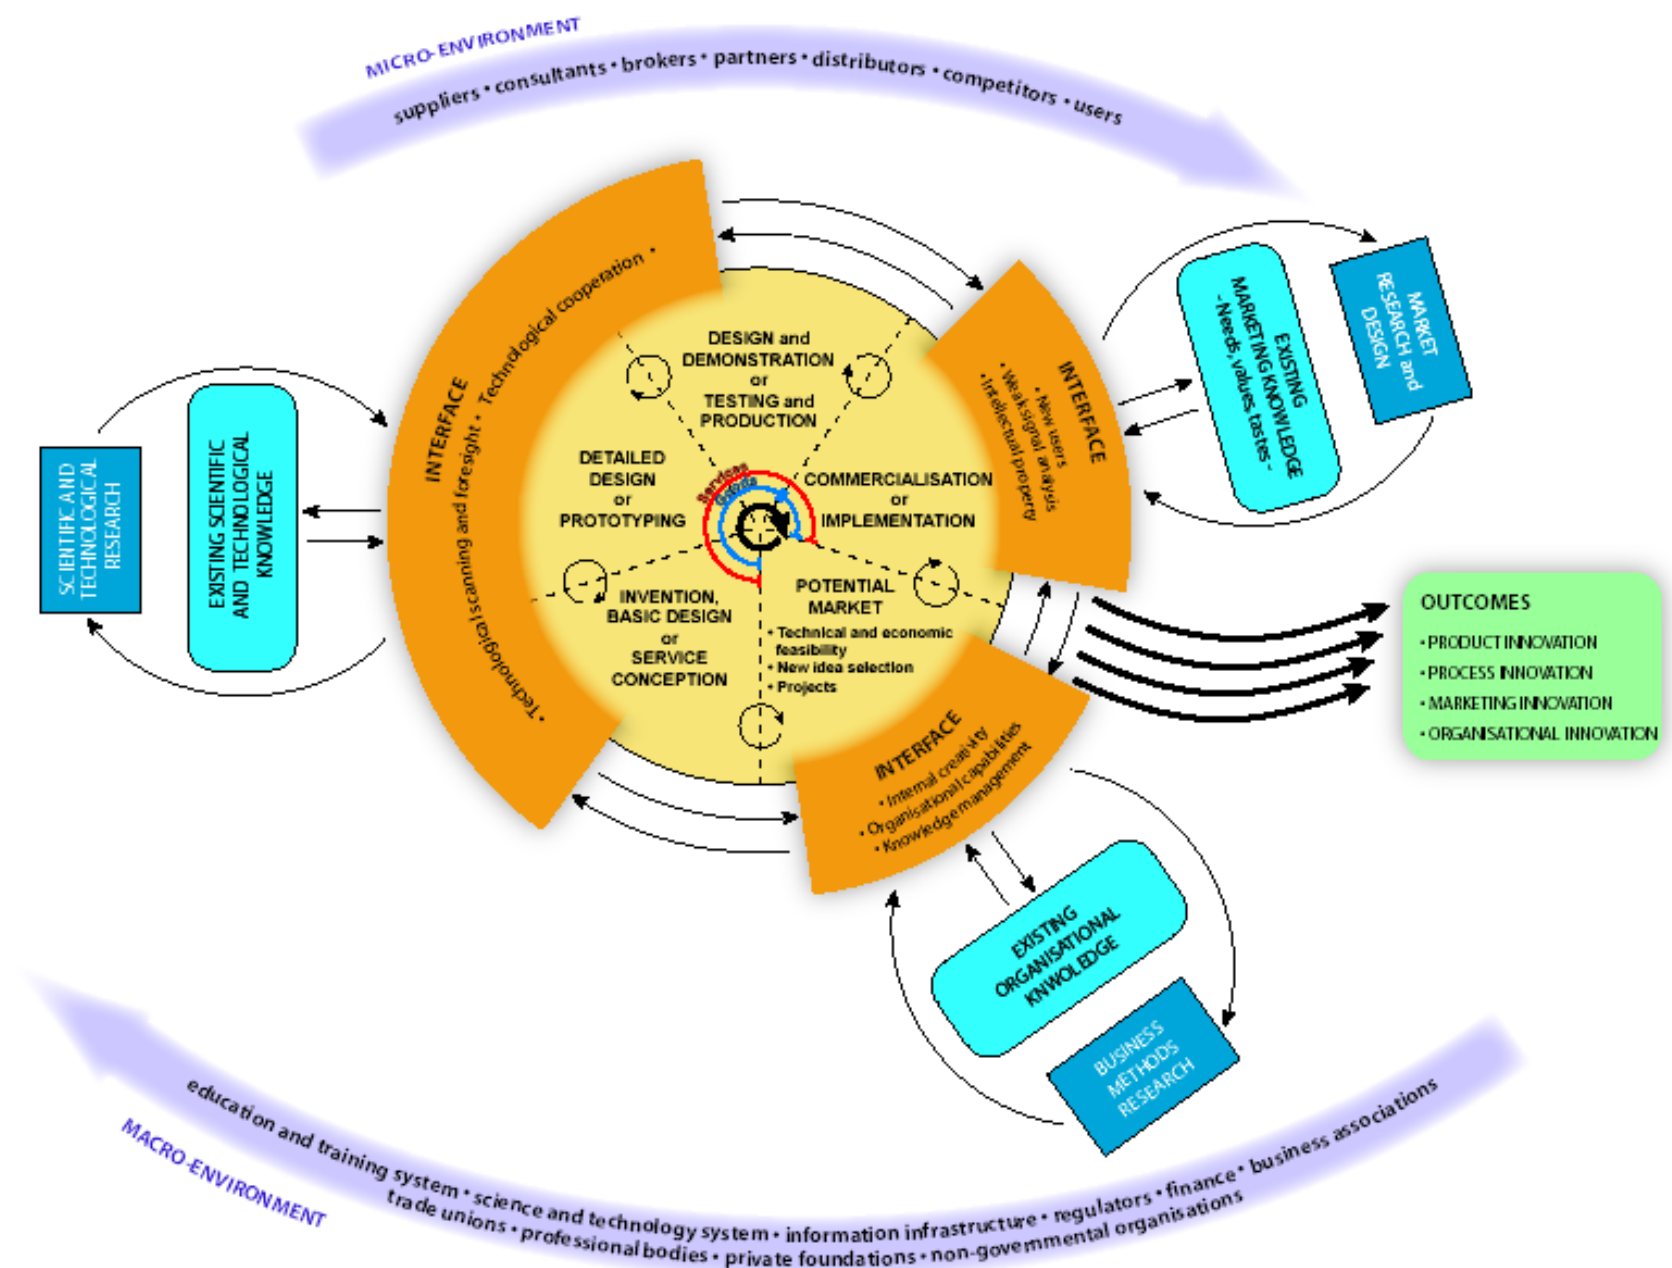 MICRO-ENVIRONMENT
suppliers • consultants • brokers • partners • distributors • competitors • users
SCIENTIFIC AND
TECHNOLOGICAL
RESEARCH
EXISTING SCIENTIFIC
AND TECHNOLOGICAL
KNOWLEDGE
INTERFACE
• Technological scanning and foresight • Technological cooperation •
DESIGN and
DEMONSTRATION
or
TESTING and
PRODUCTION
DETAILED
DESIGN
or
PROTOTYPING
Services
Goods
COMMERCIALISATION
or
IMPLEMENTATION
INVENTION,
BASIC DESIGN
or
SERVICE
CONCEPTION
POTENTIAL
MARKET
• Technical and economic
feasibility
• New idea selection
• Projects
INTERFACE
• New users
• Weak signal analysis
• Intellectual property
EXISTING
MARKETING KNOWLEDGE
- Needs, values, tastes -
MARKET
RESEARCH and
DESIGN
INTERFACE
• Internal creativity
• Organisational capabilities
• Knowledge management
EXISTING
ORGANISATIONAL
KNWOLEDGE
BUSINESS
METHODS
RESEARCH
OUTCOMES
• PRODUCT INNOVATION
• PROCESS INNOVATION
• MARKETING INNOVATION
• ORGANISATIONAL INNOVATION
MACRO-ENVIRONMENT
education and training system • science and technology system • information infrastructure • regulators • finance • business associations
trade unions • professional bodies • private foundations • non-governmental organisations